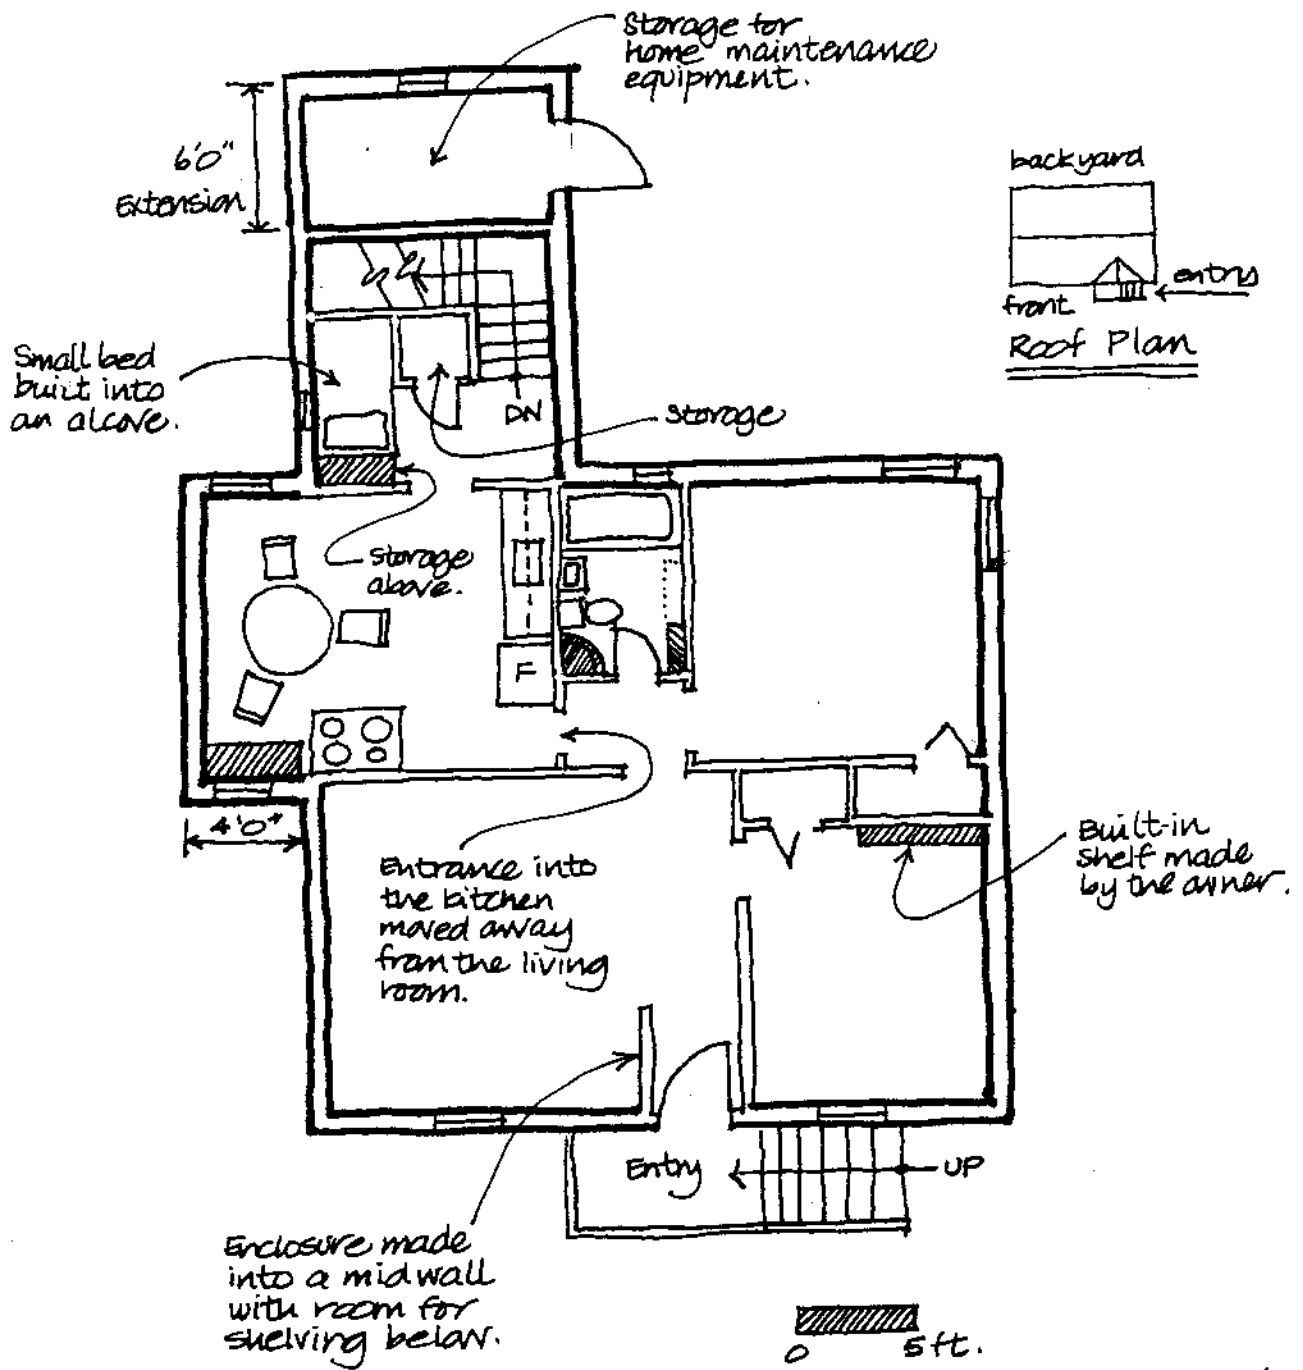 Storage for
home maintenance
equipment.
6'0"
Extension
backyard
front
entry
Roof Plan
Small bed
built into
an alcove.
DN
Storage
Storage
above.
F
4'0"
Entrance into
the kitchen
moved away
from the living
room.
Built-in
shelf made
by the owner.
Entry
UP
Enclosure made
into a midwall
with room for
shelving below.
0 5ft.